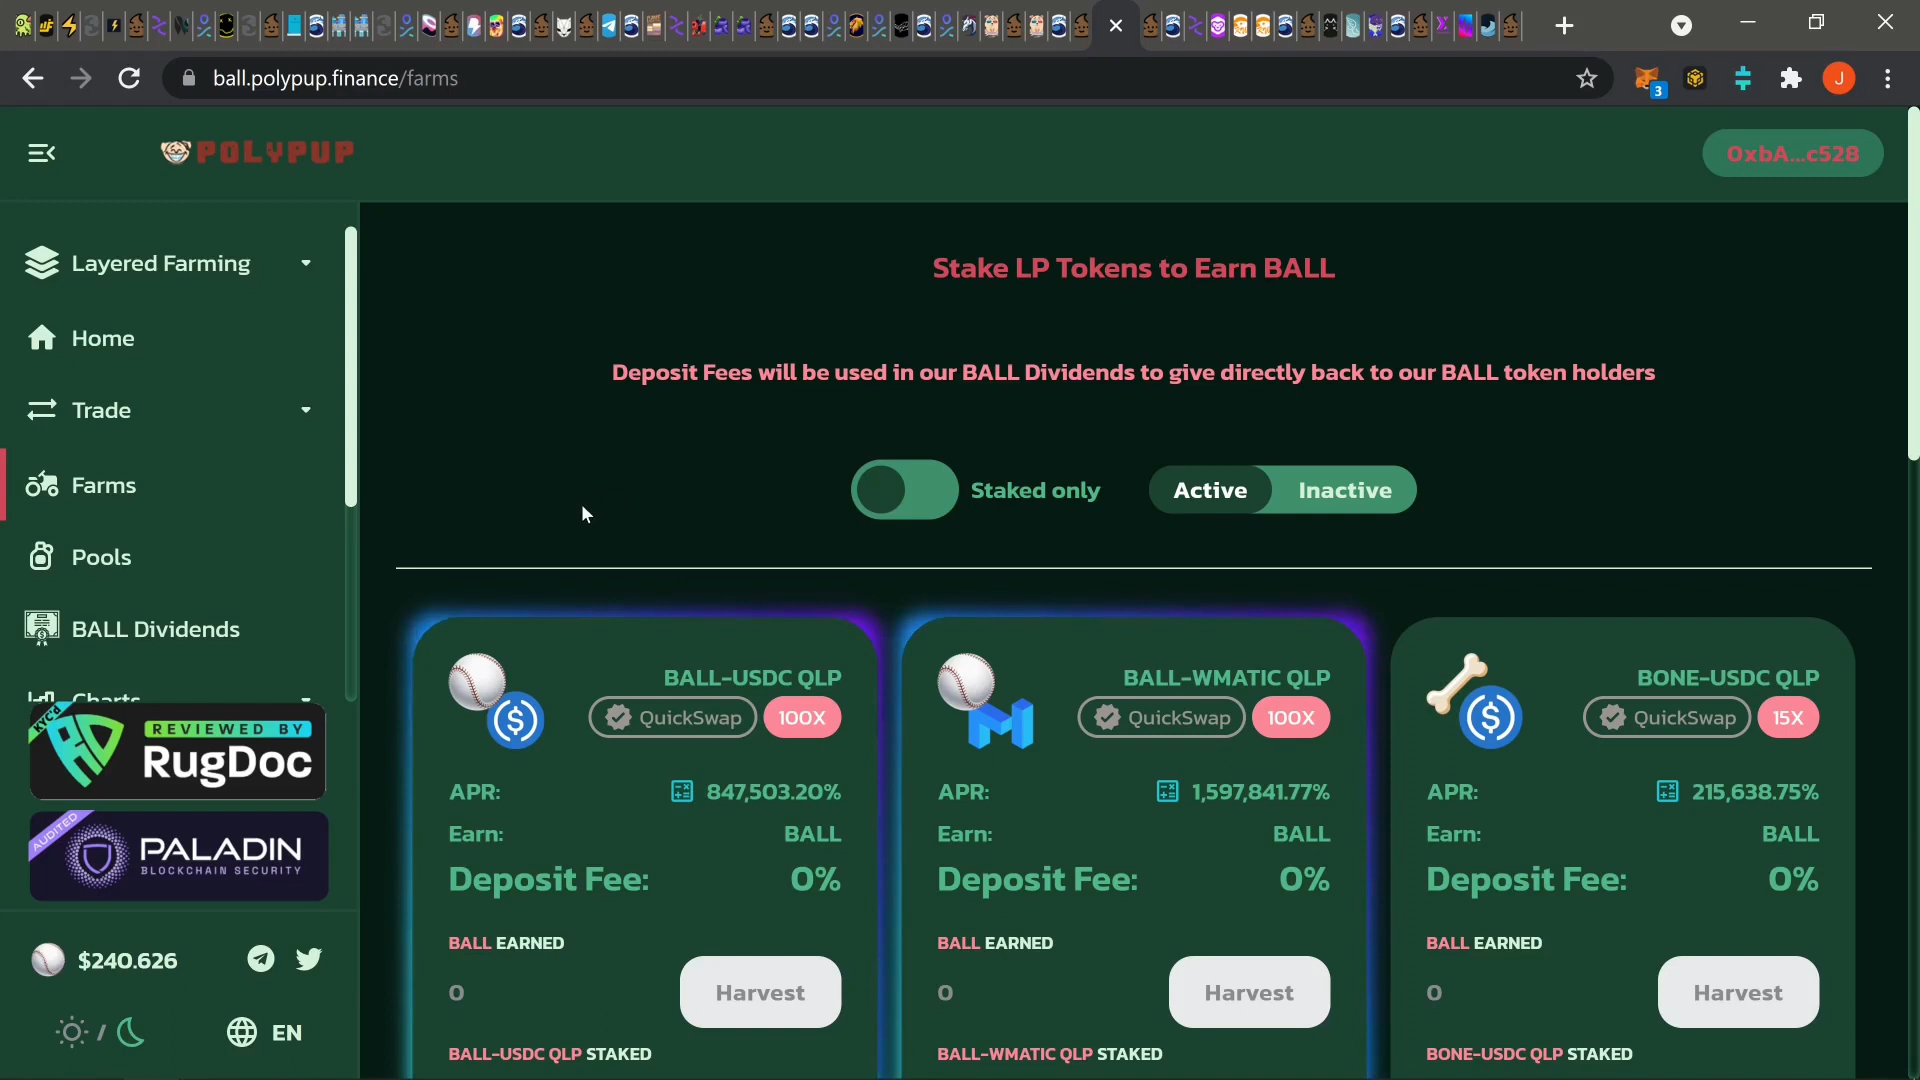 ball.polypup.finance/farms
3
J
POLYPUP
0xbA...c528
Layered Farming
Home
Trade
Farms
Pools
BALL Dividends
Charts
KYC'd
REVIEWED BY
RugDoc
AUDITED
PALADIN
BLOCKCHAIN SECURITY
$240.626
/
EN
Stake LP Tokens to Earn BALL
Deposit Fees will be used in our BALL Dividends to give directly back to our BALL token holders
Staked only
Active
Inactive
BALL-USDC QLP
QuickSwap
100X
APR:
847,503.20%
Earn:
BALL
Deposit Fee:
0%
BALL EARNED
0
Harvest
BALL-USDC QLP STAKED
BALL-WMATIC QLP
QuickSwap
100X
APR:
1,597,841.77%
Earn:
BALL
Deposit Fee:
0%
BALL EARNED
0
Harvest
BALL-WMATIC QLP STAKED
BONE-USDC QLP
QuickSwap
15X
APR:
215,638.75%
Earn:
BALL
Deposit Fee:
0%
BALL EARNED
0
Harvest
BONE-USDC QLP STAKED